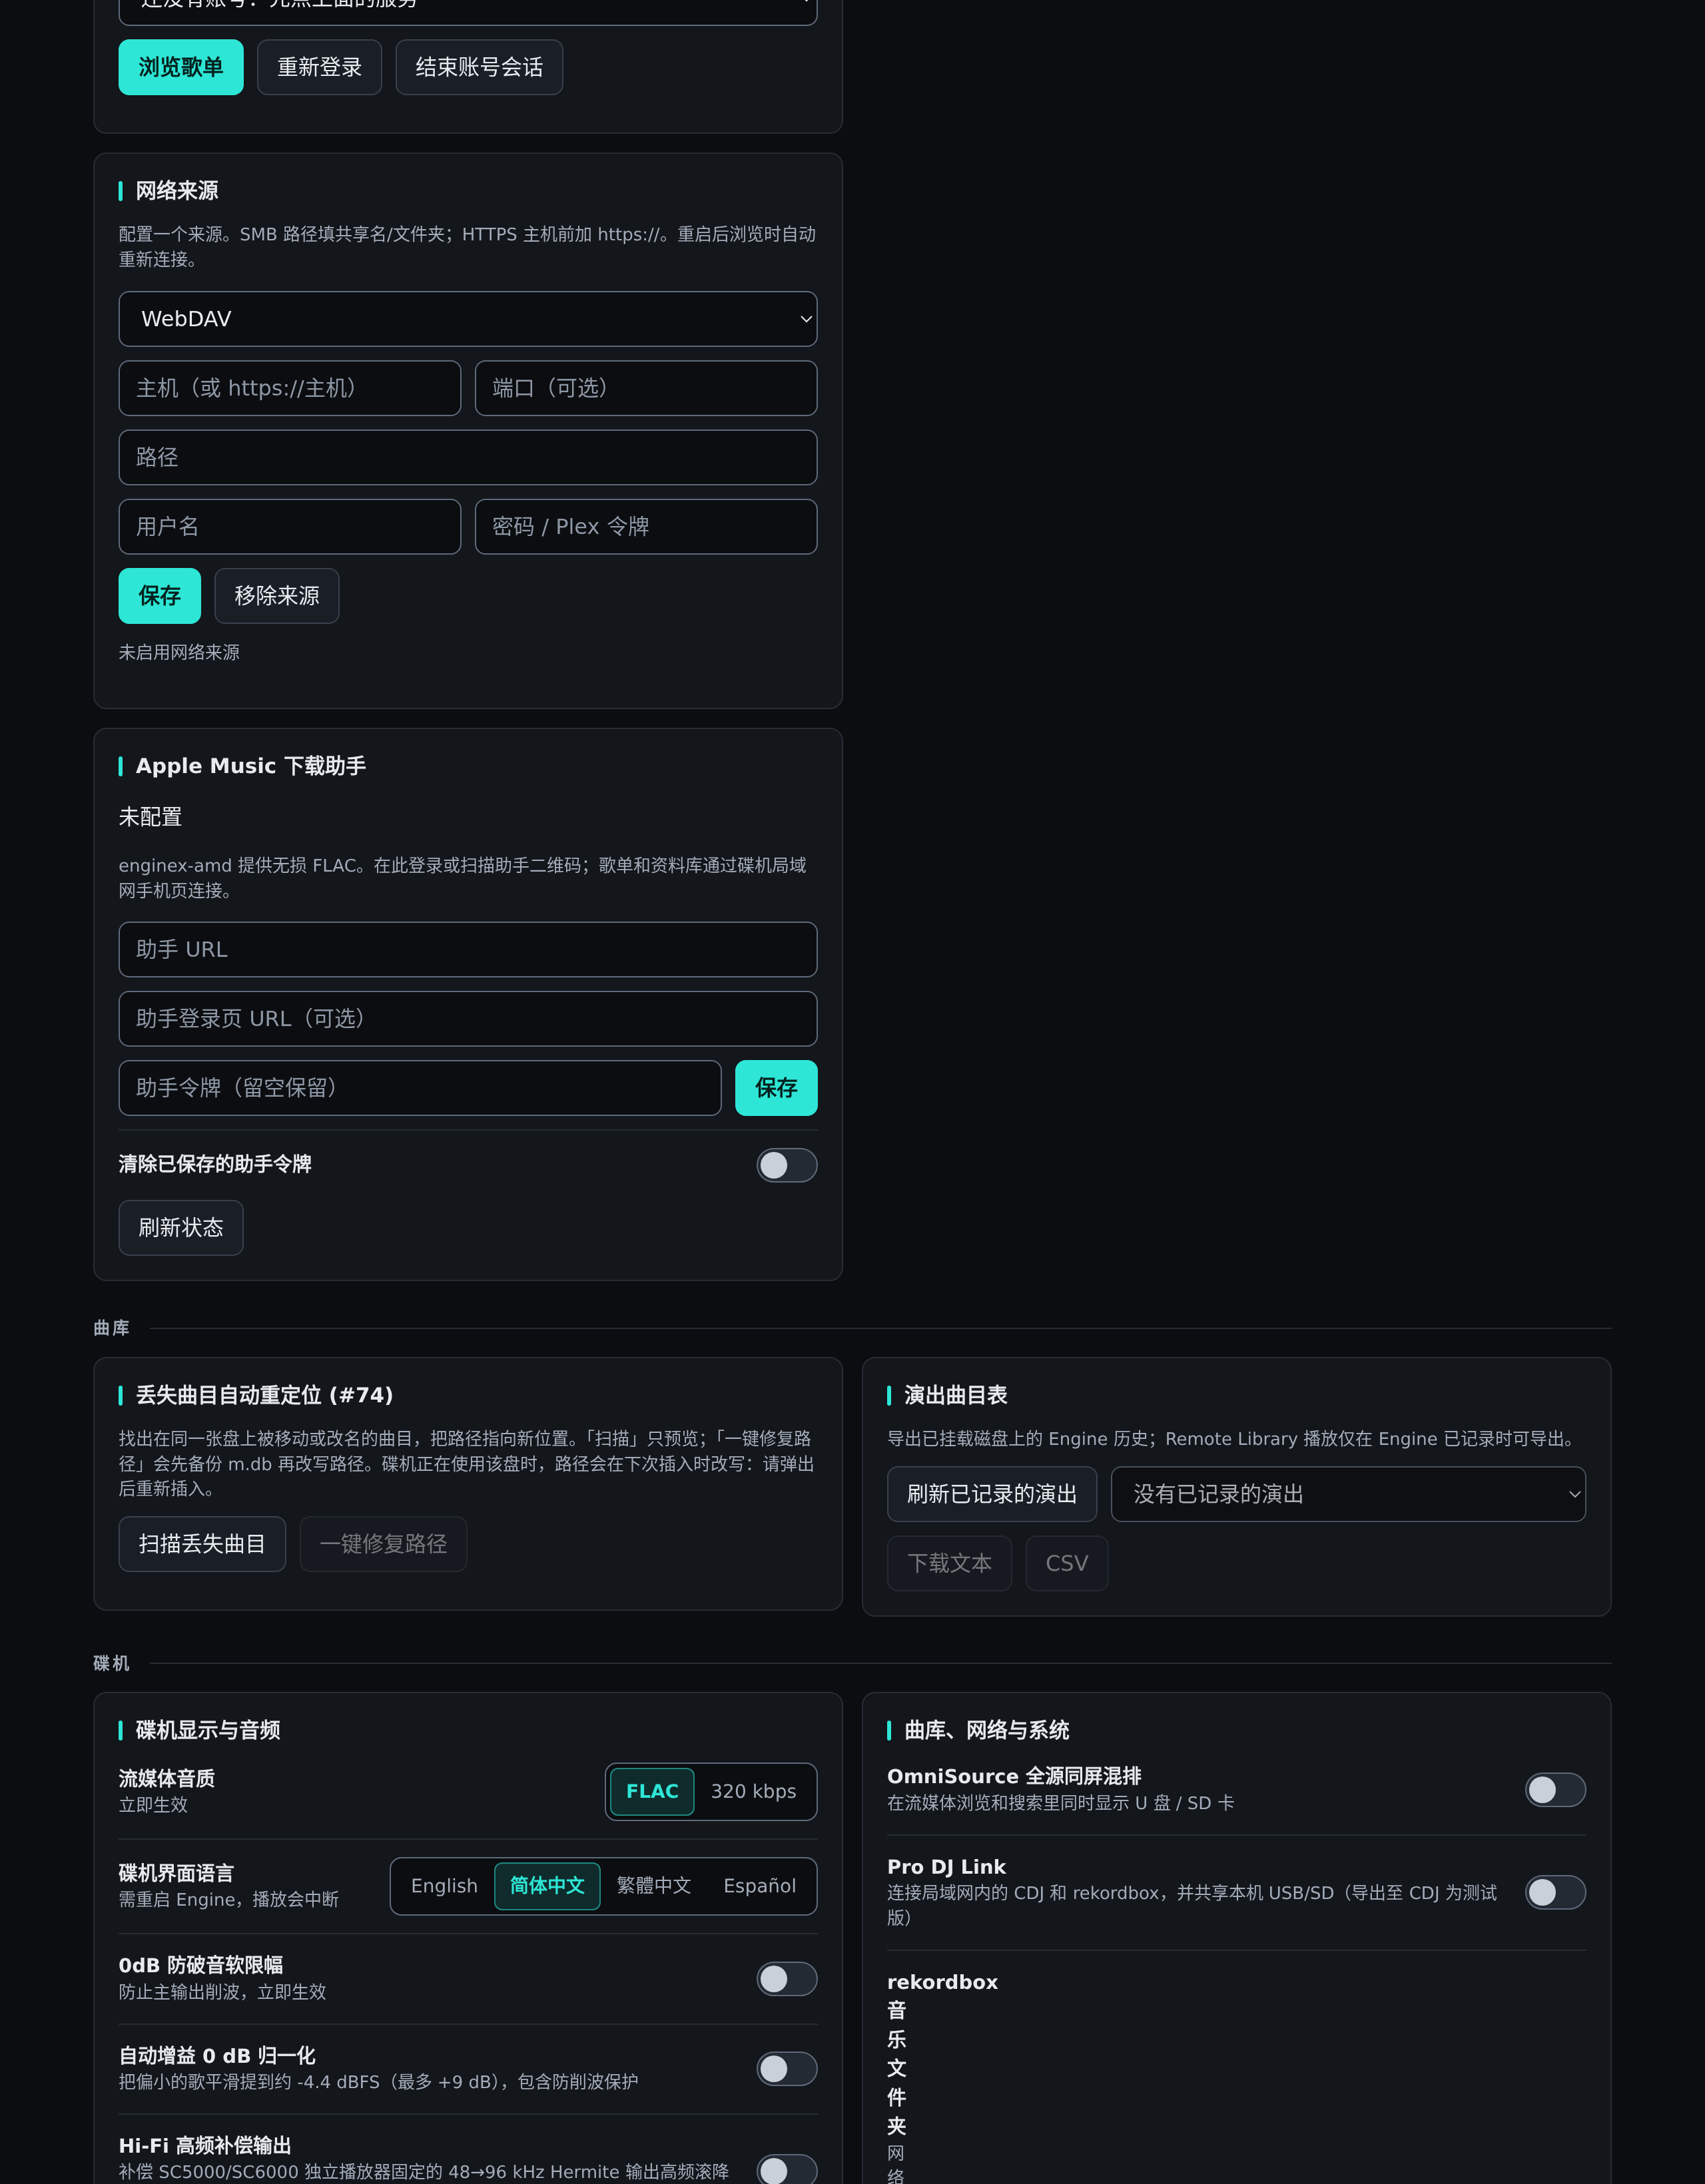 还没有账号：先点上面的服务
浏览歌单
重新登录
结束账号会话
网络来源
配置一个来源。SMB 路径填共享名/文件夹；HTTPS 主机前加 https://。重启后浏览时自动
重新连接。
WebDAV
主机（或 https://主机）
端口（可选）
路径
用户名
密码 / Plex 令牌
保存
移除来源
未启用网络来源
Apple Music 下载助手
未配置
enginex-amd 提供无损 FLAC。在此登录或扫描助手二维码；歌单和资料库通过碟机局域
网手机页连接。
助手 URL
助手登录页 URL（可选）
助手令牌（留空保留）
保存
清除已保存的助手令牌
刷新状态
曲库
丢失曲目自动重定位 (#74)
找出在同一张盘上被移动或改名的曲目，把路径指向新位置。「扫描」只预览；「一键修复路
径」会先备份 m.db 再改写路径。碟机正在使用该盘时，路径会在下次插入时改写：请弹出
后重新插入。
扫描丢失曲目
一键修复路径
演出曲目表
导出已挂载磁盘上的 Engine 历史；Remote Library 播放仅在 Engine 已记录时可导出。
刷新已记录的演出
没有已记录的演出
下载文本
CSV
碟机
碟机显示与音频
流媒体音质
立即生效
FLAC
320 kbps
碟机界面语言
需重启 Engine，播放会中断
English
简体中文
繁體中文
Español
0dB 防破音软限幅
防止主输出削波，立即生效
自动增益 0 dB 归一化
把偏小的歌平滑提到约 -4.4 dBFS（最多 +9 dB），包含防削波保护
Hi-Fi 高频补偿输出
补偿 SC5000/SC6000 独立播放器固定的 48→96 kHz Hermite 输出高频滚降
曲库、网络与系统
OmniSource 全源同屏混排
在流媒体浏览和搜索里同时显示 U 盘 / SD 卡
Pro DJ Link
连接局域网内的 CDJ 和 rekordbox，并共享本机 USB/SD（导出至 CDJ 为测试
版）
rekordbox
音
乐
文
件
夹
网
络